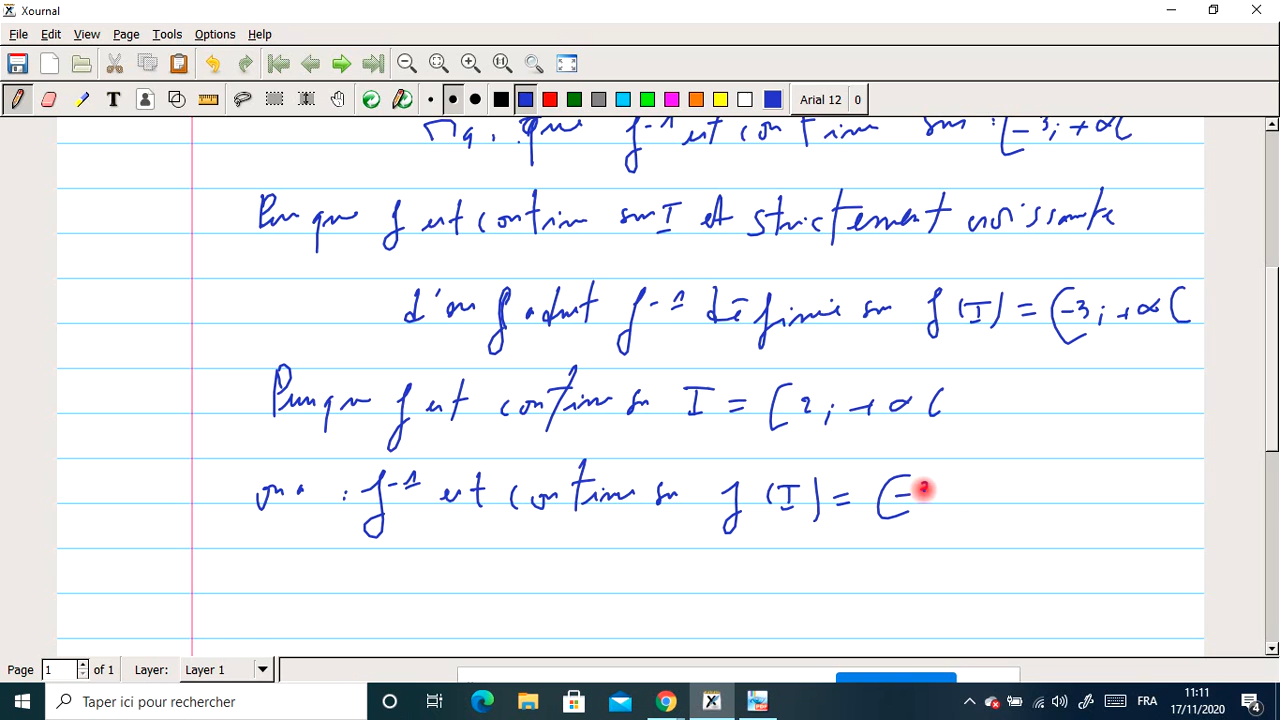 Xournal
File Edit View Page Tools Options Help
Arial 12 0
Mq. que f⁻¹ est continue sur : [-3; +∞[
Puisque f est continue sur I et strictement croissante
d'où f admet f⁻¹ définie sur f(I) = [-3; +∞[
Puisque f est continue sur I = [2; +∞[
on a : f⁻¹ est continue sur f(I) = [-3
Page 1 of 1 Layer: Layer 1
Taper ici pour rechercher
FRA
11:11
17/11/2020
4